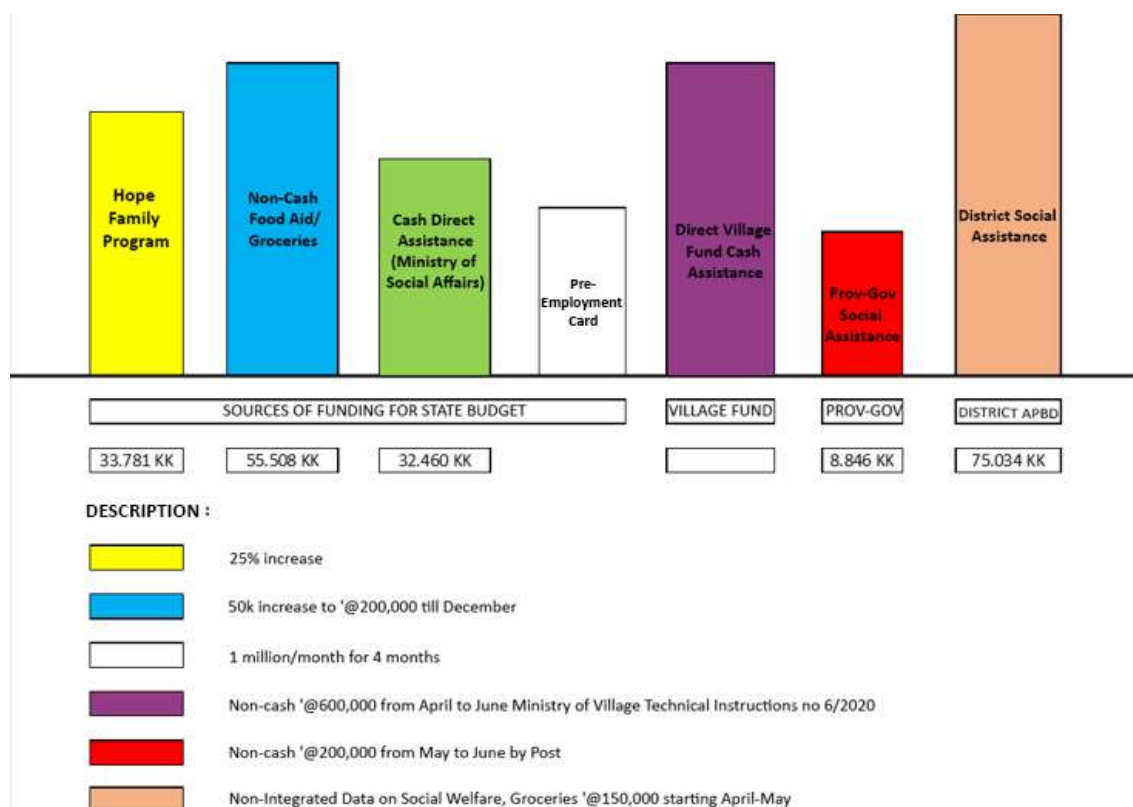 Hope
Family
Program
Non-Cash
Food Aid/
Groceries
Cash Direct
Assistance
(Ministry of
Social Affairs)
Pre-
Employment
Card
Direct Village
Fund Cash
Assistance
Prov-Gov
Social
Assistance
District Social
Assistance
SOURCES OF FUNDING FOR STATE BUDGET
VILLAGE FUND
PROV-GOV
DISTRICT APBD
33.781 KK
55.508 KK
32.460 KK
8.846 KK
75.034 KK
DESCRIPTION :
25% increase
50k increase to '@200,000 till December
1 million/month for 4 months
Non-cash '@600,000 from April to June Ministry of Village Technical Instructions no 6/2020
Non-cash '@200,000 from May to June by Post
Non-Integrated Data on Social Welfare, Groceries '@150,000 starting April-May